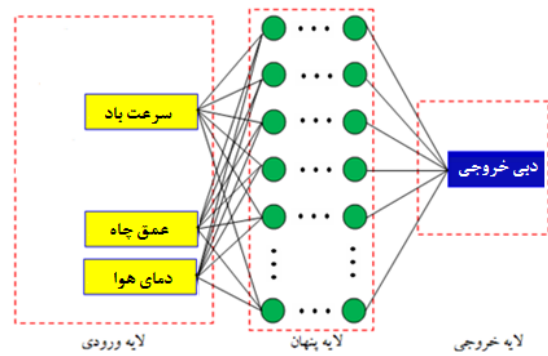 سرعت باد
عمق چاه
دمای هوا
دبی خروجی
لایه ورودی
لایه پنهان
لایه خروجی